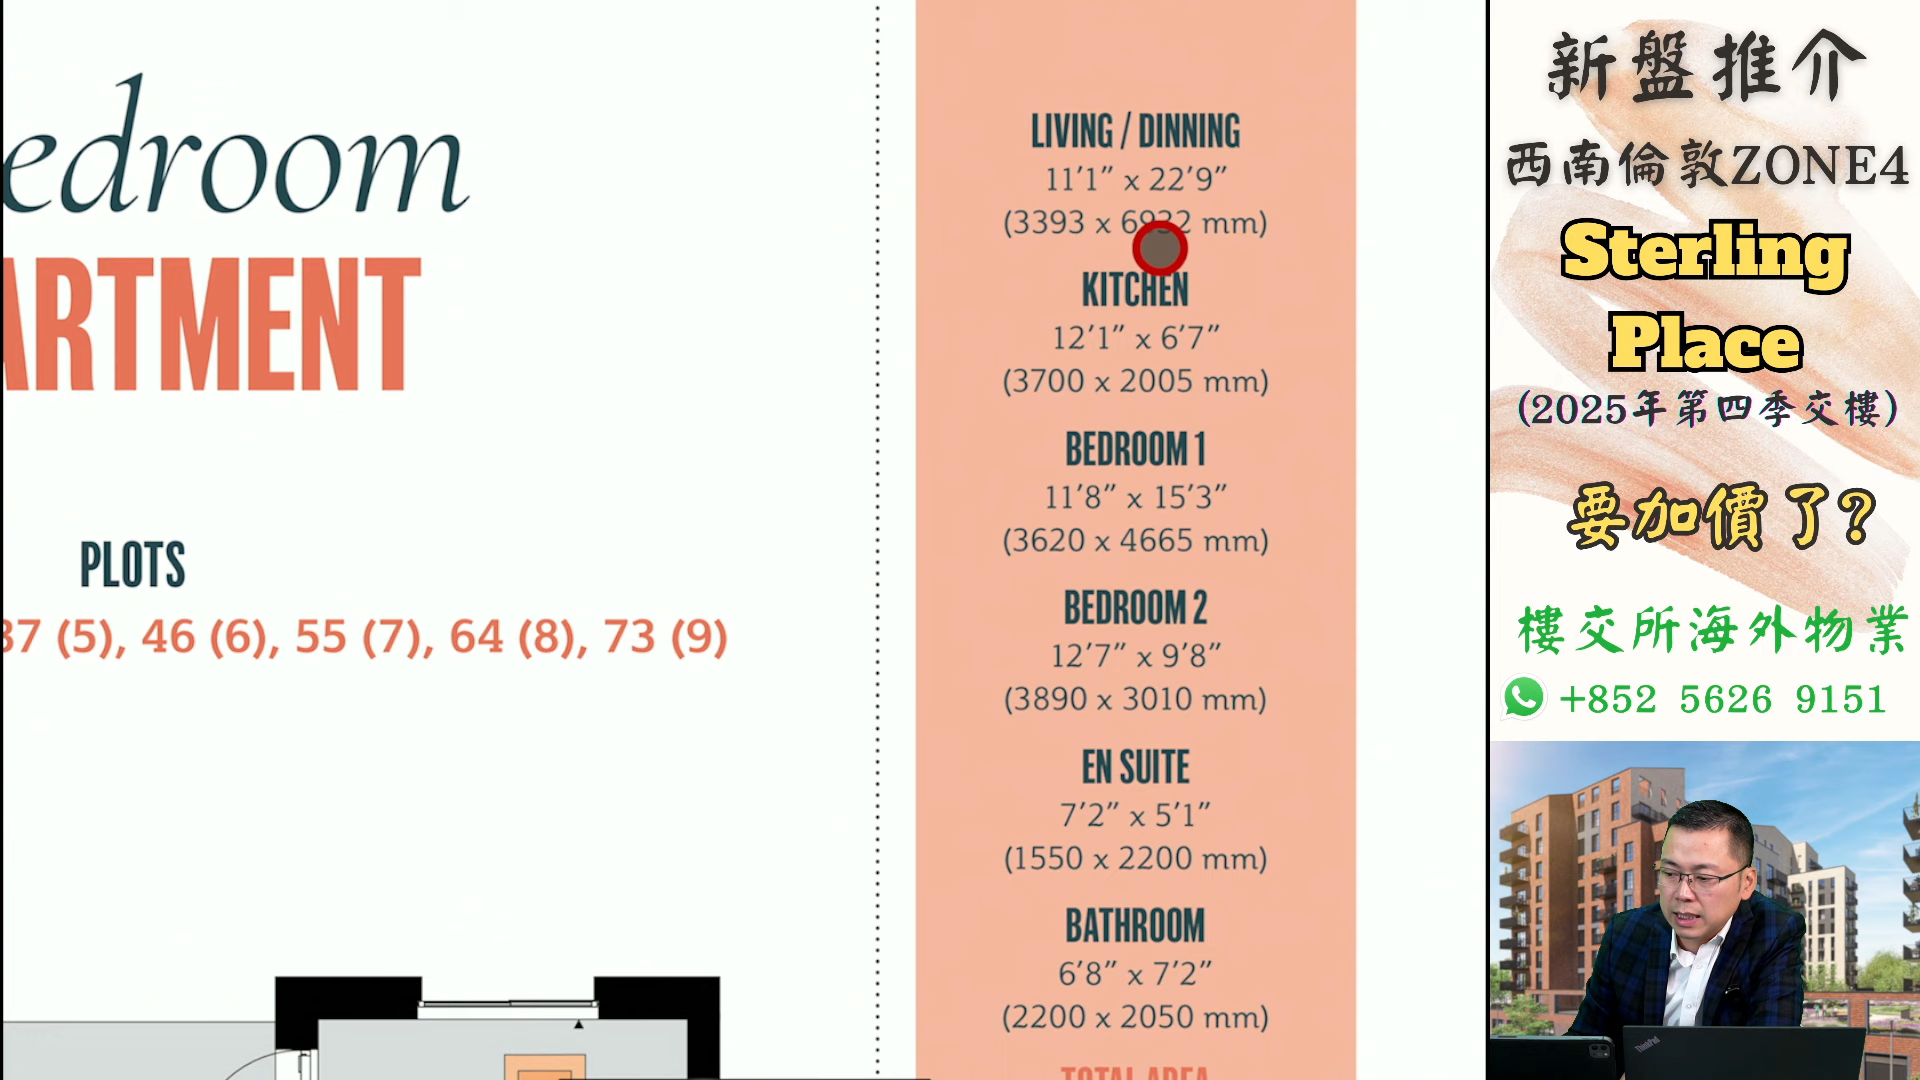 edroom
ARTMENT
PLOTS
37 (5), 46 (6), 55 (7), 64 (8), 73 (9)
LIVING / DINNING
11’1” x 22’9”
(3393 x 6932 mm)
KITCHEN
12’1” x 6’7”
(3700 x 2005 mm)
BEDROOM 1
11’8” x 15’3”
(3620 x 4665 mm)
BEDROOM 2
12’7” x 9’8”
(3890 x 3010 mm)
EN SUITE
7’2” x 5’1”
(1550 x 2200 mm)
BATHROOM
6’8” x 7’2”
(2200 x 2050 mm)
TOTAL AREA
新盤推介
西南倫敦ZONE4
Sterling
Place
(2025年第四季交樓)
要加價了?
樓交所海外物業
+852 5626 9151
ThinkPad